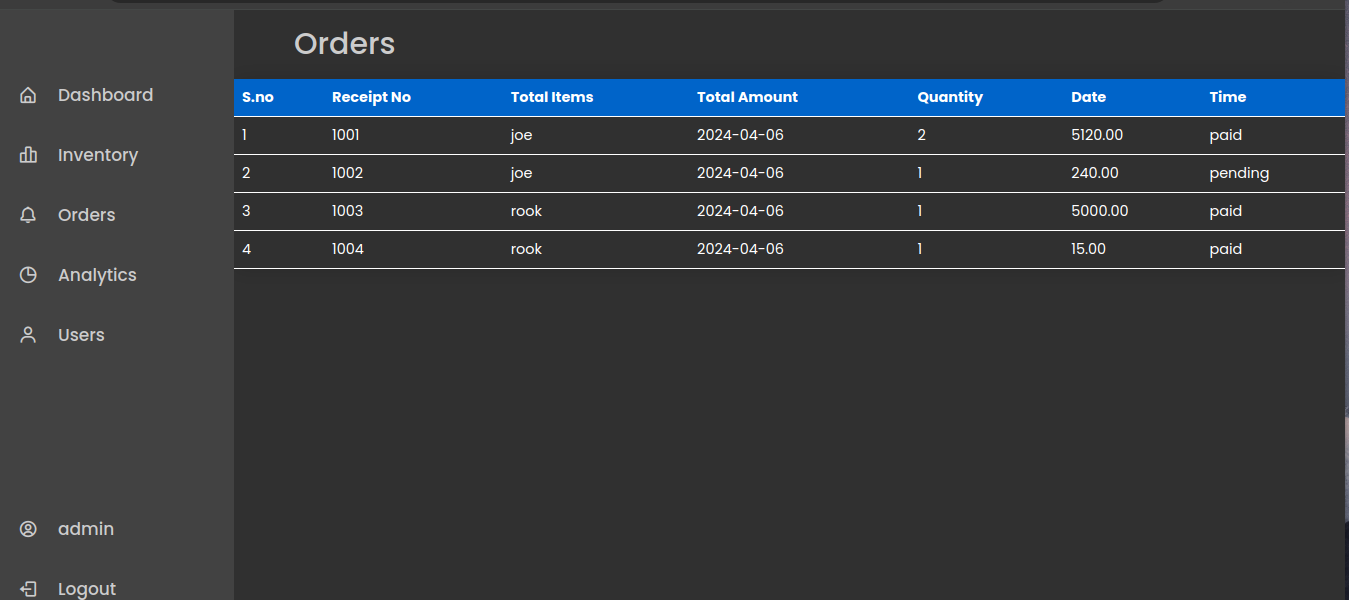 Orders
Dashboard
Inventory
Orders
Analytics
Users
admin
Logout
S.no Receipt No Total Items Total Amount Quantity Date Time
1 1001 joe 2024-04-06 2 5120.00 paid
2 1002 joe 2024-04-06 1 240.00 pending
3 1003 rook 2024-04-06 1 5000.00 paid
4 1004 rook 2024-04-06 1 15.00 paid